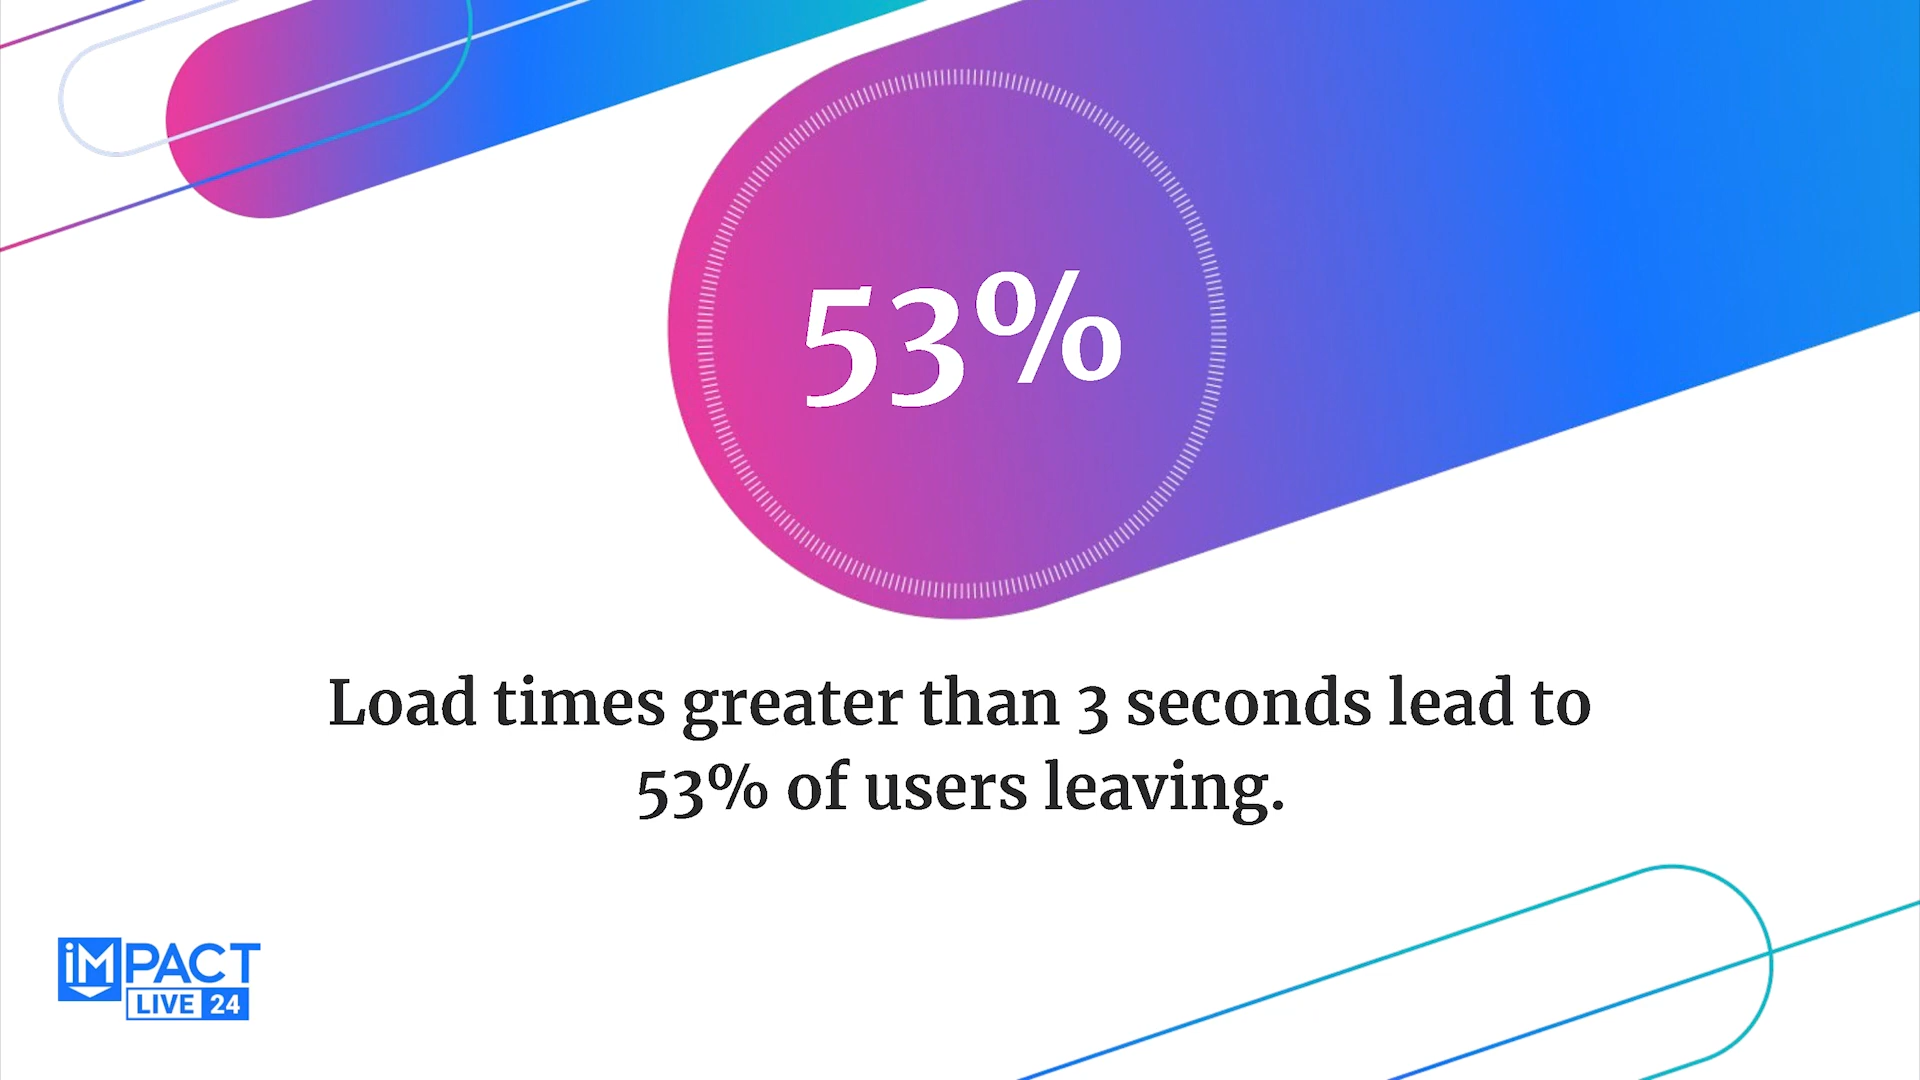 53%
Load times greater than 3 seconds lead to
53% of users leaving.
iMPACT
LIVE 24